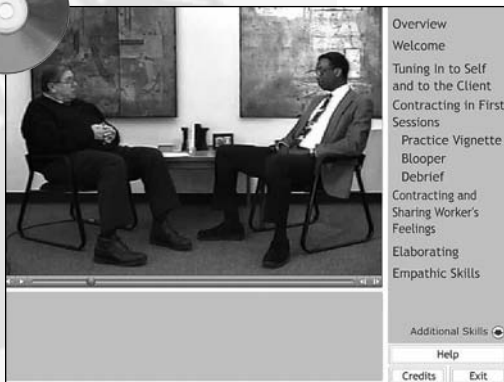 Overview
Welcome
Tuning In to Self
and to the Client
Contracting in First
Sessions
Practice Vignette
Blooper
Debrief
Contracting and
Sharing Worker's
Feelings
Elaborating
Empathic Skills
Additional Skills
Help
Credits
Exit